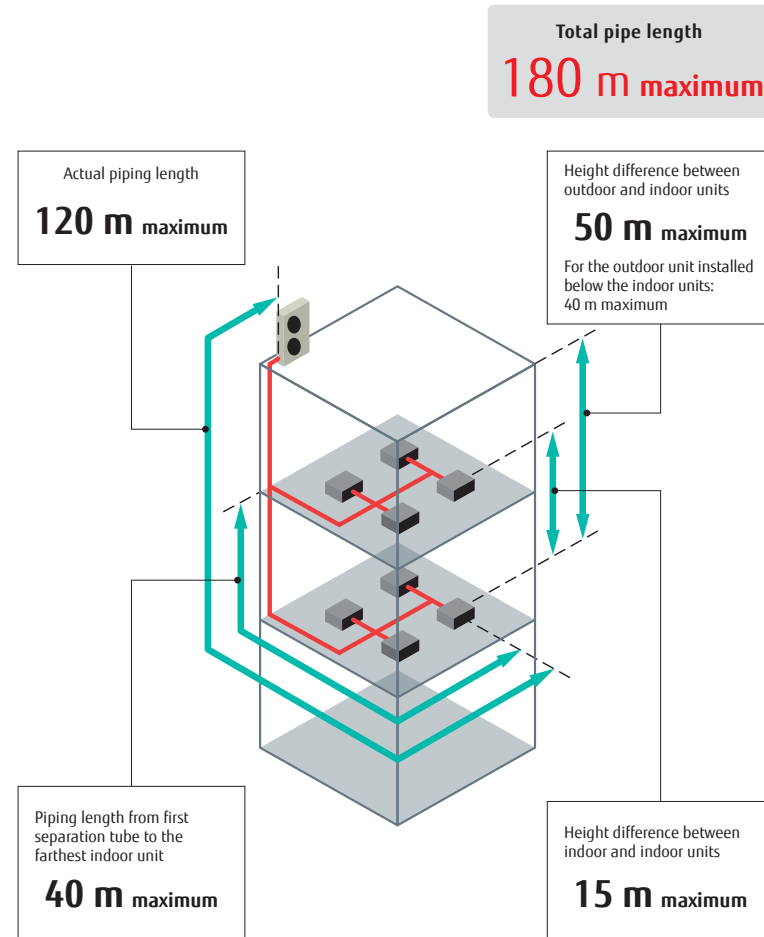 Total pipe length
180 m maximum
Actual piping length
120 m maximum
Height difference between
outdoor and indoor units
50 m maximum
For the outdoor unit installed
below the indoor units:
40 m maximum
Piping length from first
separation tube to the
farthest indoor unit
40 m maximum
Height difference between
indoor and indoor units
15 m maximum